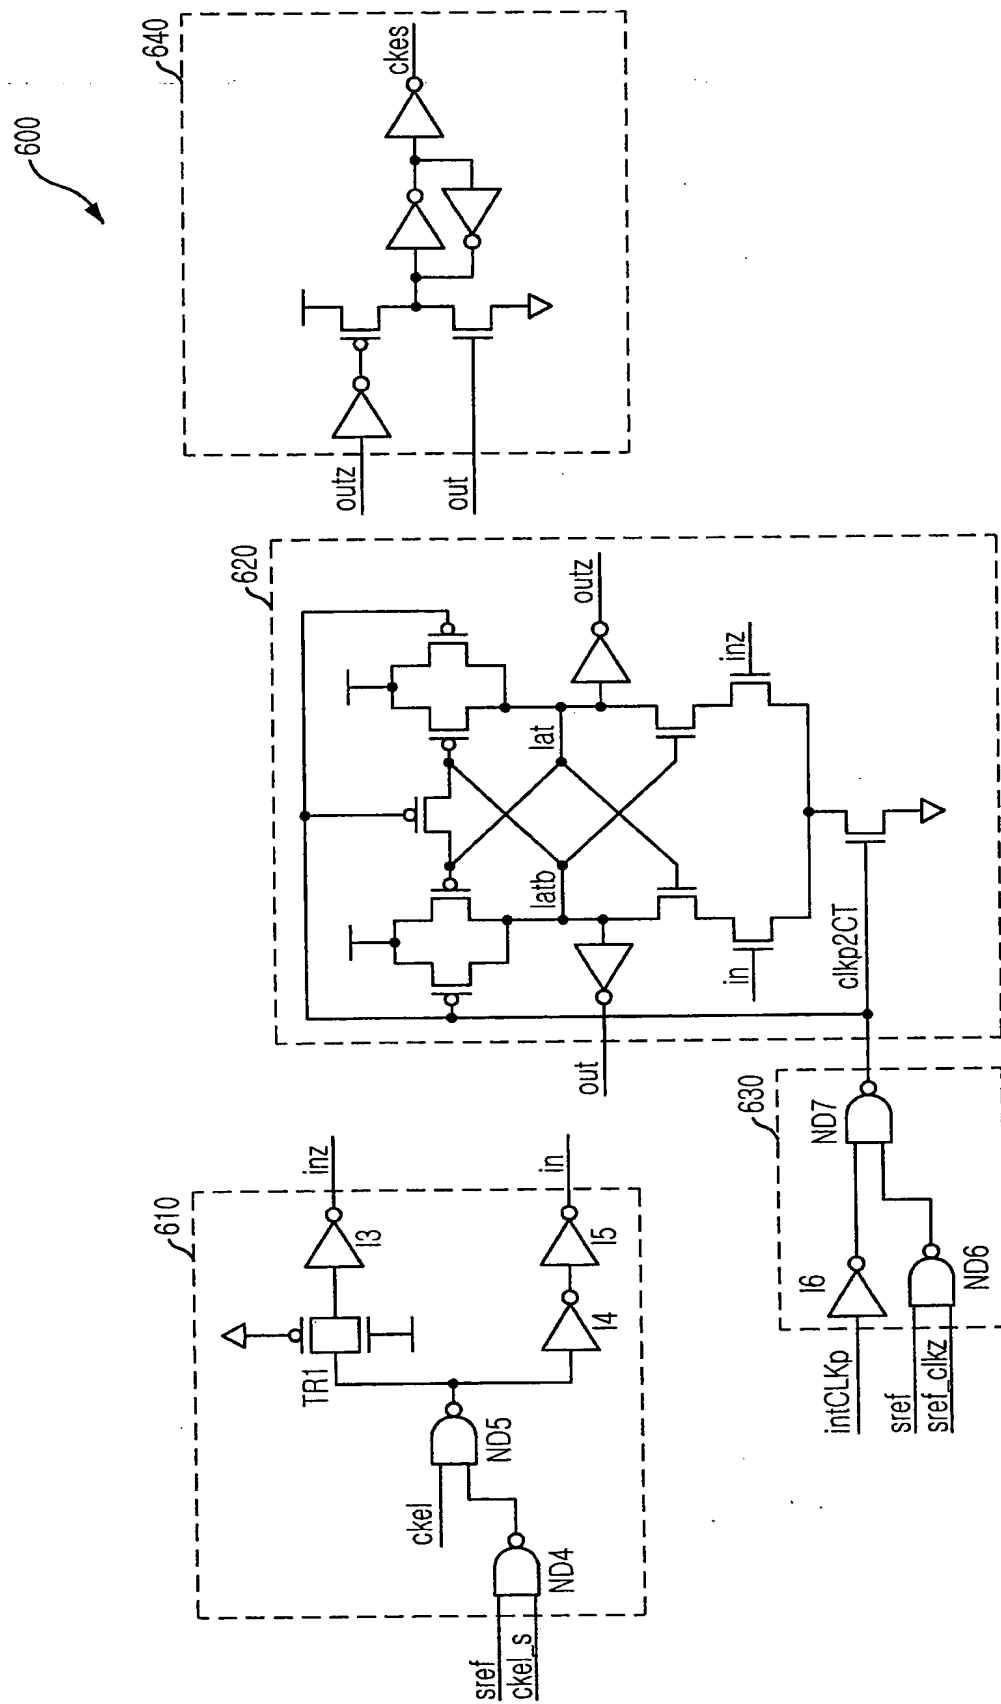 600
610
sref
ckel_s
ND4
ckel
ND5
TR1
I3
inz
I4
I5
in
620
out
in
latb
lat
outz
inz
clkp2CT
630
intCLKp
sref
sref_clkz
I6
ND6
ND7
640
outz
out
ckes